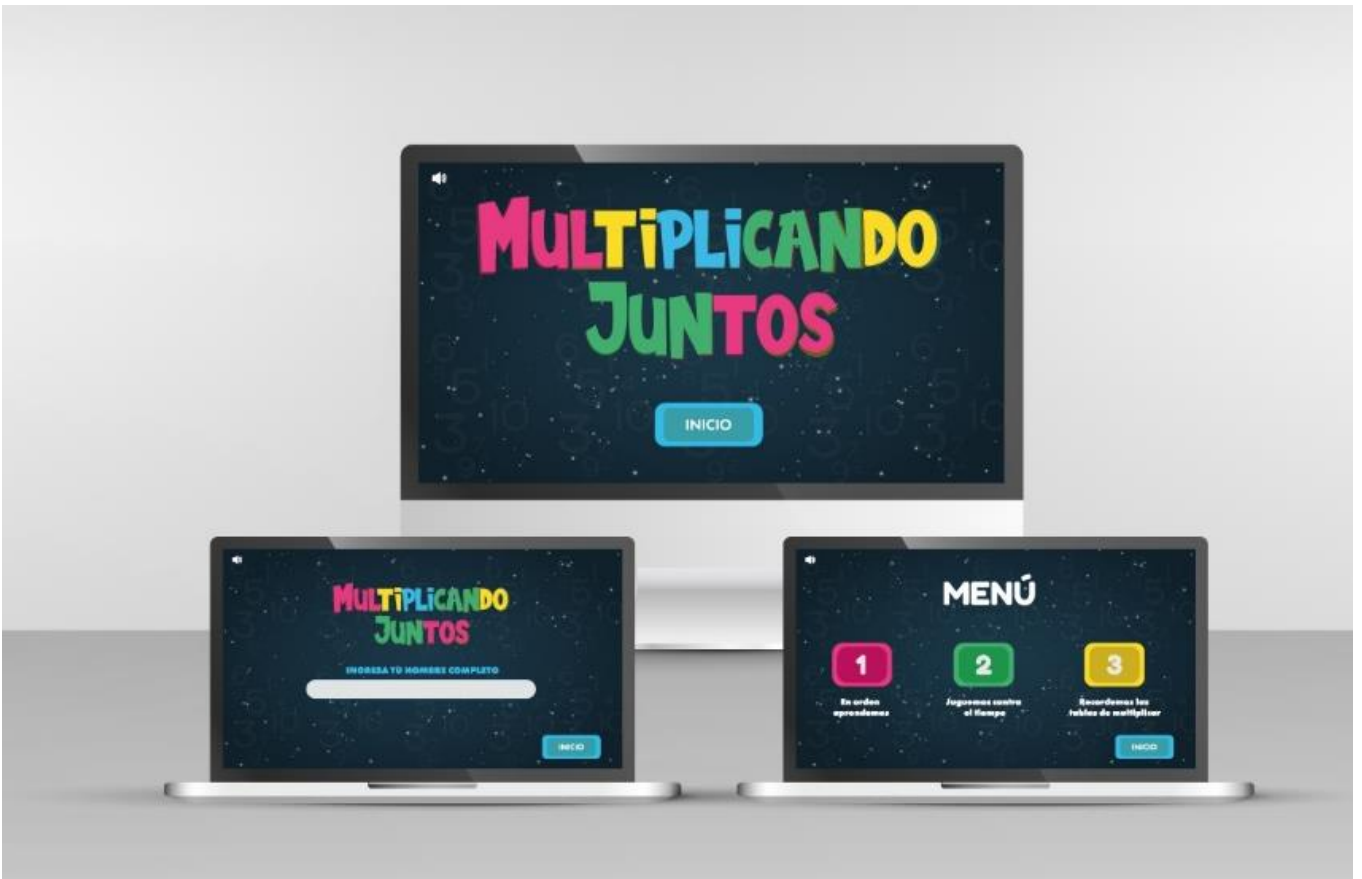 MULTiPLiCANDO
JUNTOS
INICIO
MULTiPLiCANDO
JUNTOS
INGRESA TÚ NOMBRE COMPLETO
INICIO
MENÚ
1
2
3
En orden
aprendemos
Juguemos contra
el tiempo
Recordemos las
tablas de multiplicar
INICIO